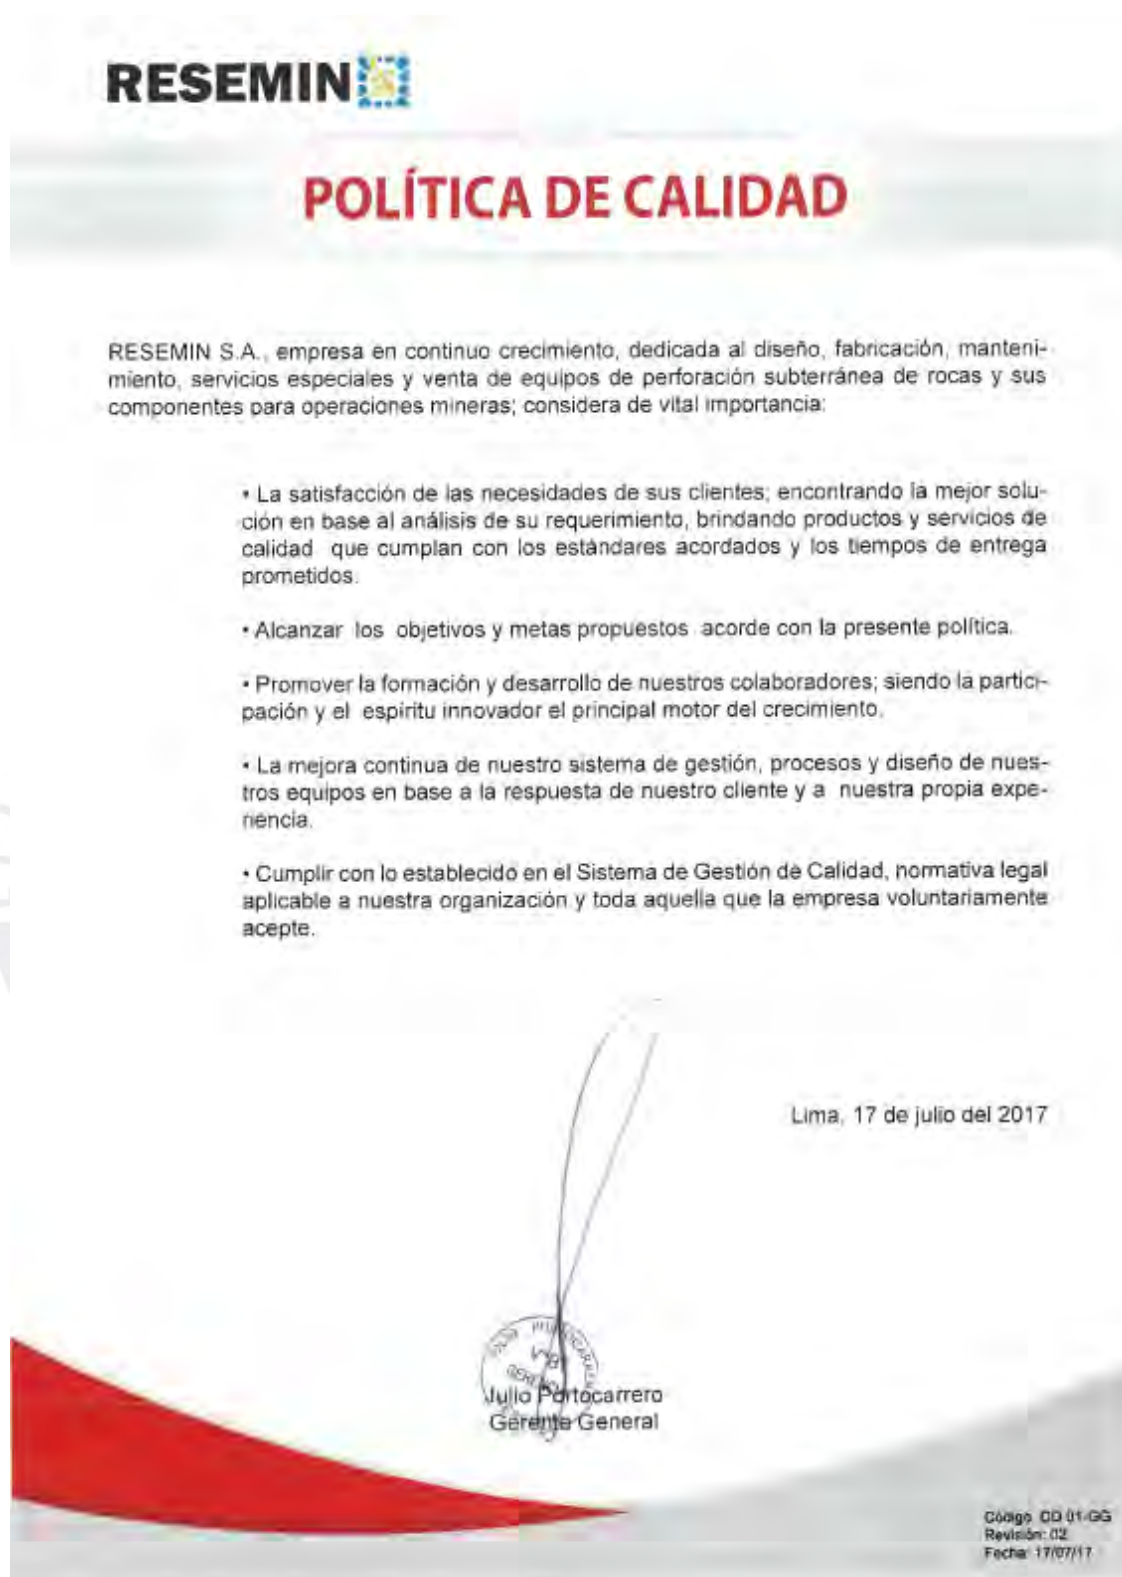 RESEMIN
POLÍTICA DE CALIDAD
RESEMIN S.A., empresa en continuo crecimiento, dedicada al diseño, fabricación, manteni-
miento, servicios especiales y venta de equipos de perforación subterránea de rocas y sus
componentes para operaciones mineras; considera de vital importancia:
• La satisfacción de las necesidades de sus clientes; encontrando la mejor solu-
ción en base al análisis de su requerimiento, brindando productos y servicios de
calidad que cumplan con los estándares acordados y los tiempos de entrega
prometidos.
• Alcanzar los objetivos y metas propuestos acorde con la presente política.
• Promover la formación y desarrollo de nuestros colaboradores; siendo la partici-
pación y el espíritu innovador el principal motor del crecimiento.
• La mejora continua de nuestro sistema de gestión, procesos y diseño de nues-
tros equipos en base a la respuesta de nuestro cliente y a nuestra propia expe-
riencia.
• Cumplir con lo establecido en el Sistema de Gestión de Calidad, normativa legal
aplicable a nuestra organización y toda aquella que la empresa voluntariamente
acepte.
Lima, 17 de julio del 2017
Julio Portocarrero
Gerente General
Código: CD 01-GG
Revisión: 02
Fecha: 17/07/17